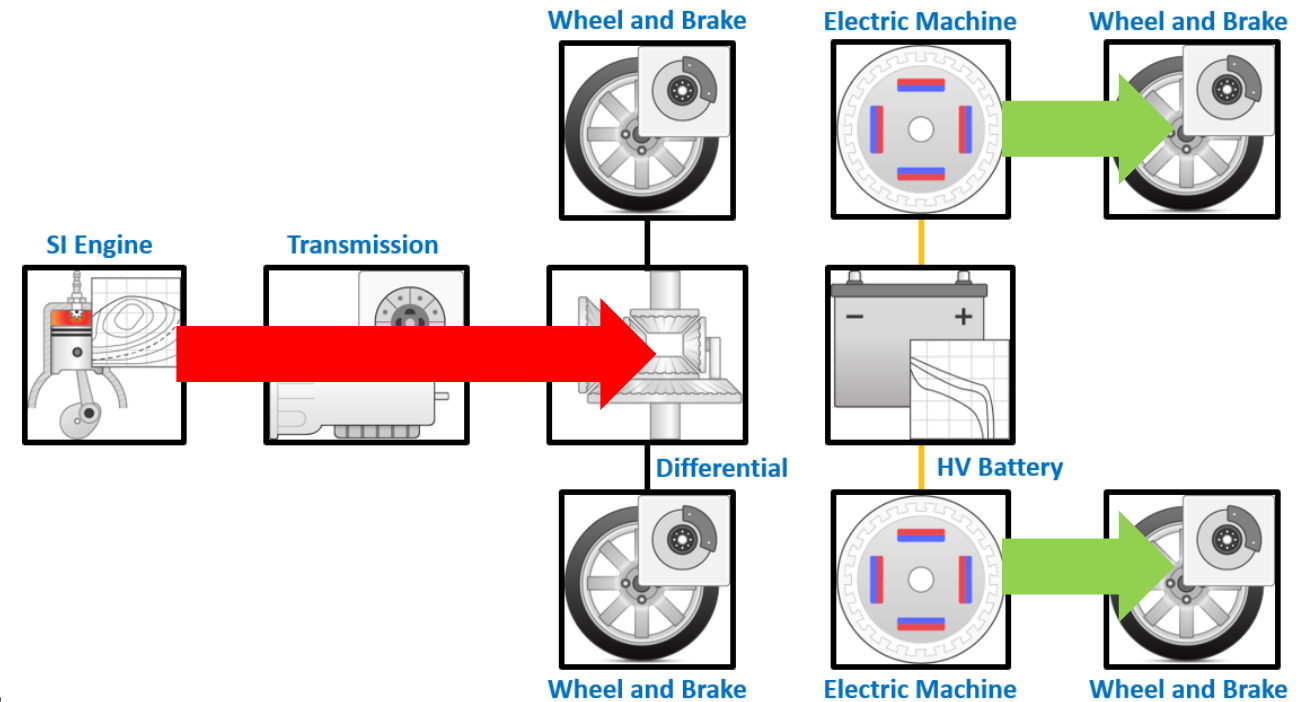 Wheel and Brake
Electric Machine
Wheel and Brake
SI Engine
Transmission
− +
Differential
HV Battery
Wheel and Brake
Electric Machine
Wheel and Brake